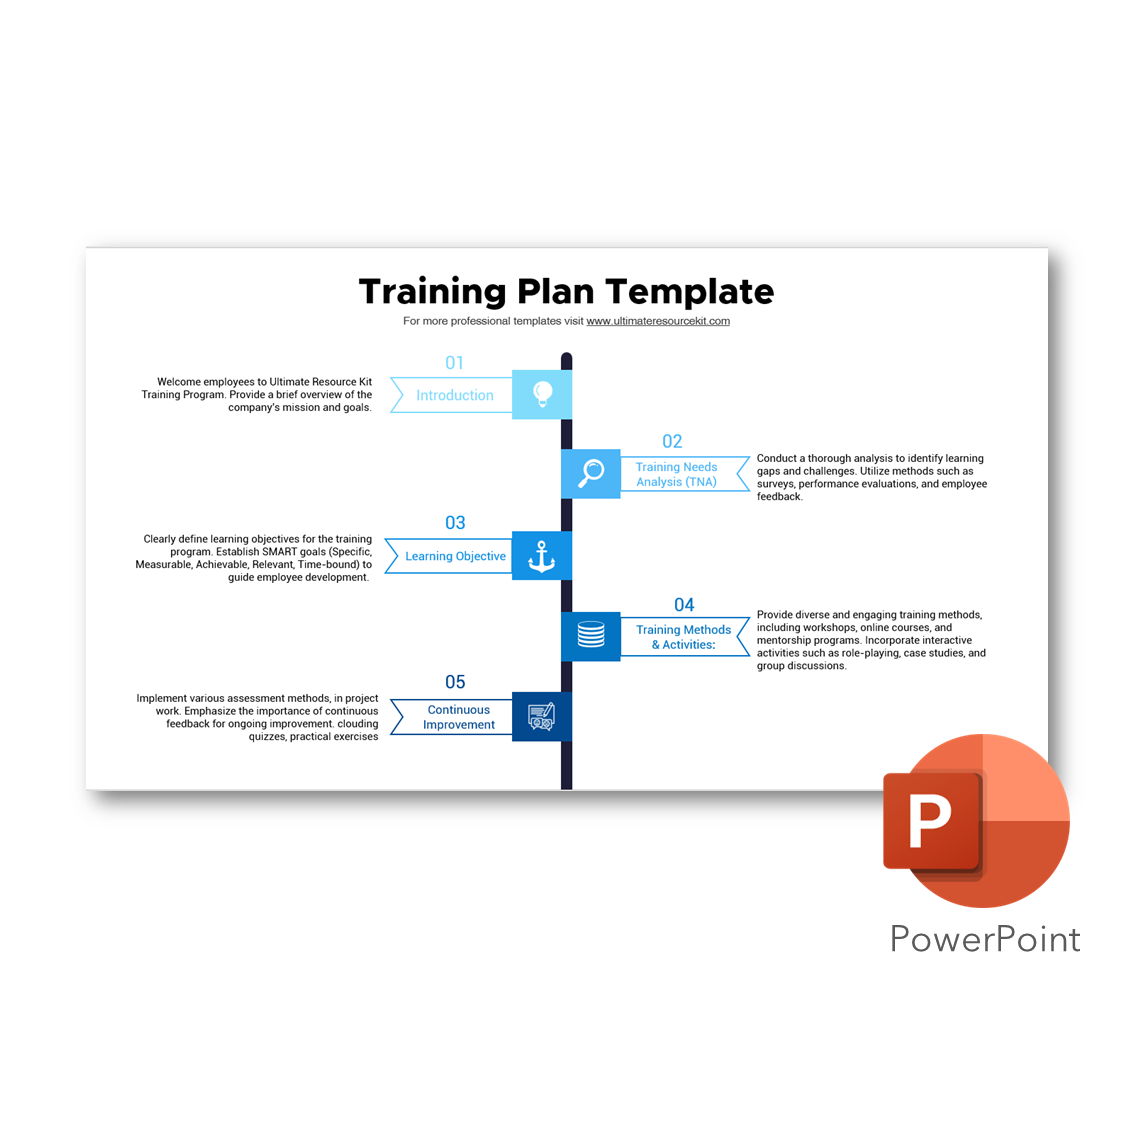 Training Plan Template
For more professional templates visit www.ultimateresourcekit.com
01
Introduction
Welcome employees to Ultimate Resource Kit
Training Program. Provide a brief overview of the
company's mission and goals.
02
Training Needs
Analysis (TNA)
Conduct a thorough analysis to identify learning
gaps and challenges. Utilize methods such as
surveys, performance evaluations, and employee
feedback.
03
Learning Objective
Clearly define learning objectives for the training
program. Establish SMART goals (Specific,
Measurable, Achievable, Relevant, Time-bound) to
guide employee development.
04
Training Methods
& Activities:
Provide diverse and engaging training methods,
including workshops, online courses, and
mentorship programs. Incorporate interactive
activities such as role-playing, case studies, and
group discussions.
05
Continuous
Improvement
Implement various assessment methods, in project
work. Emphasize the importance of continuous
feedback for ongoing improvement. clouding
quizzes, practical exercises
P
PowerPoint